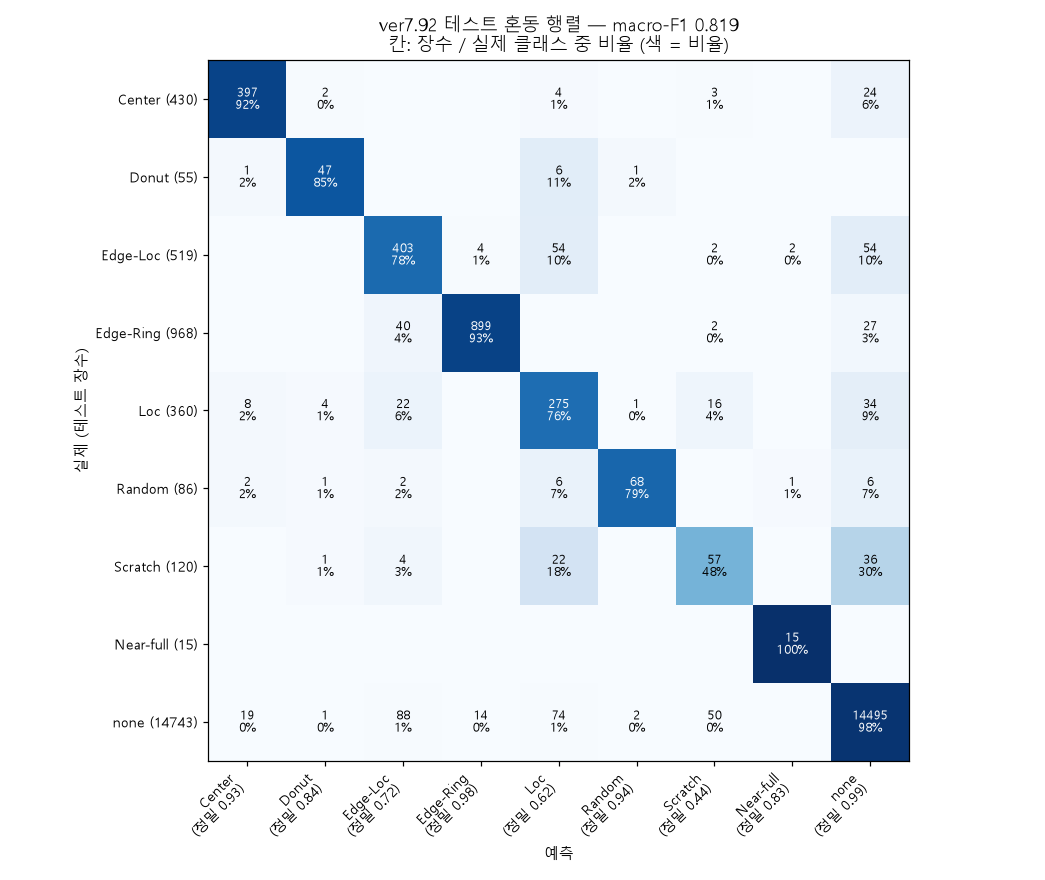 ver7.92 테스트 혼동 행렬 — macro-F1 0.819
칸: 장수 / 실제 클래스 중 비율 (색 = 비율)
실제 (테스트 장수)
Center (430) 397 92% 2 0% 4 1% 3 1% 24 6%
Donut (55) 1 2% 47 85% 6 11% 1 2%
Edge-Loc (519) 403 78% 4 1% 54 10% 2 0% 2 0% 54 10%
Edge-Ring (968) 40 4% 899 93% 2 0% 27 3%
Loc (360) 8 2% 4 1% 22 6% 275 76% 1 0% 16 4% 34 9%
Random (86) 2 2% 1 1% 2 2% 6 7% 68 79% 1 1% 6 7%
Scratch (120) 1 1% 4 3% 22 18% 57 48% 36 30%
Near-full (15) 15 100%
none (14743) 19 0% 1 0% 88 1% 14 0% 74 1% 2 0% 50 0% 14495 98%
Center
(정밀 0.93)
Donut
(정밀 0.84)
Edge-Loc
(정밀 0.72)
Edge-Ring
(정밀 0.98)
Loc
(정밀 0.62)
Random
(정밀 0.94)
Scratch
(정밀 0.44)
Near-full
(정밀 0.83)
none
(정밀 0.99)
예측